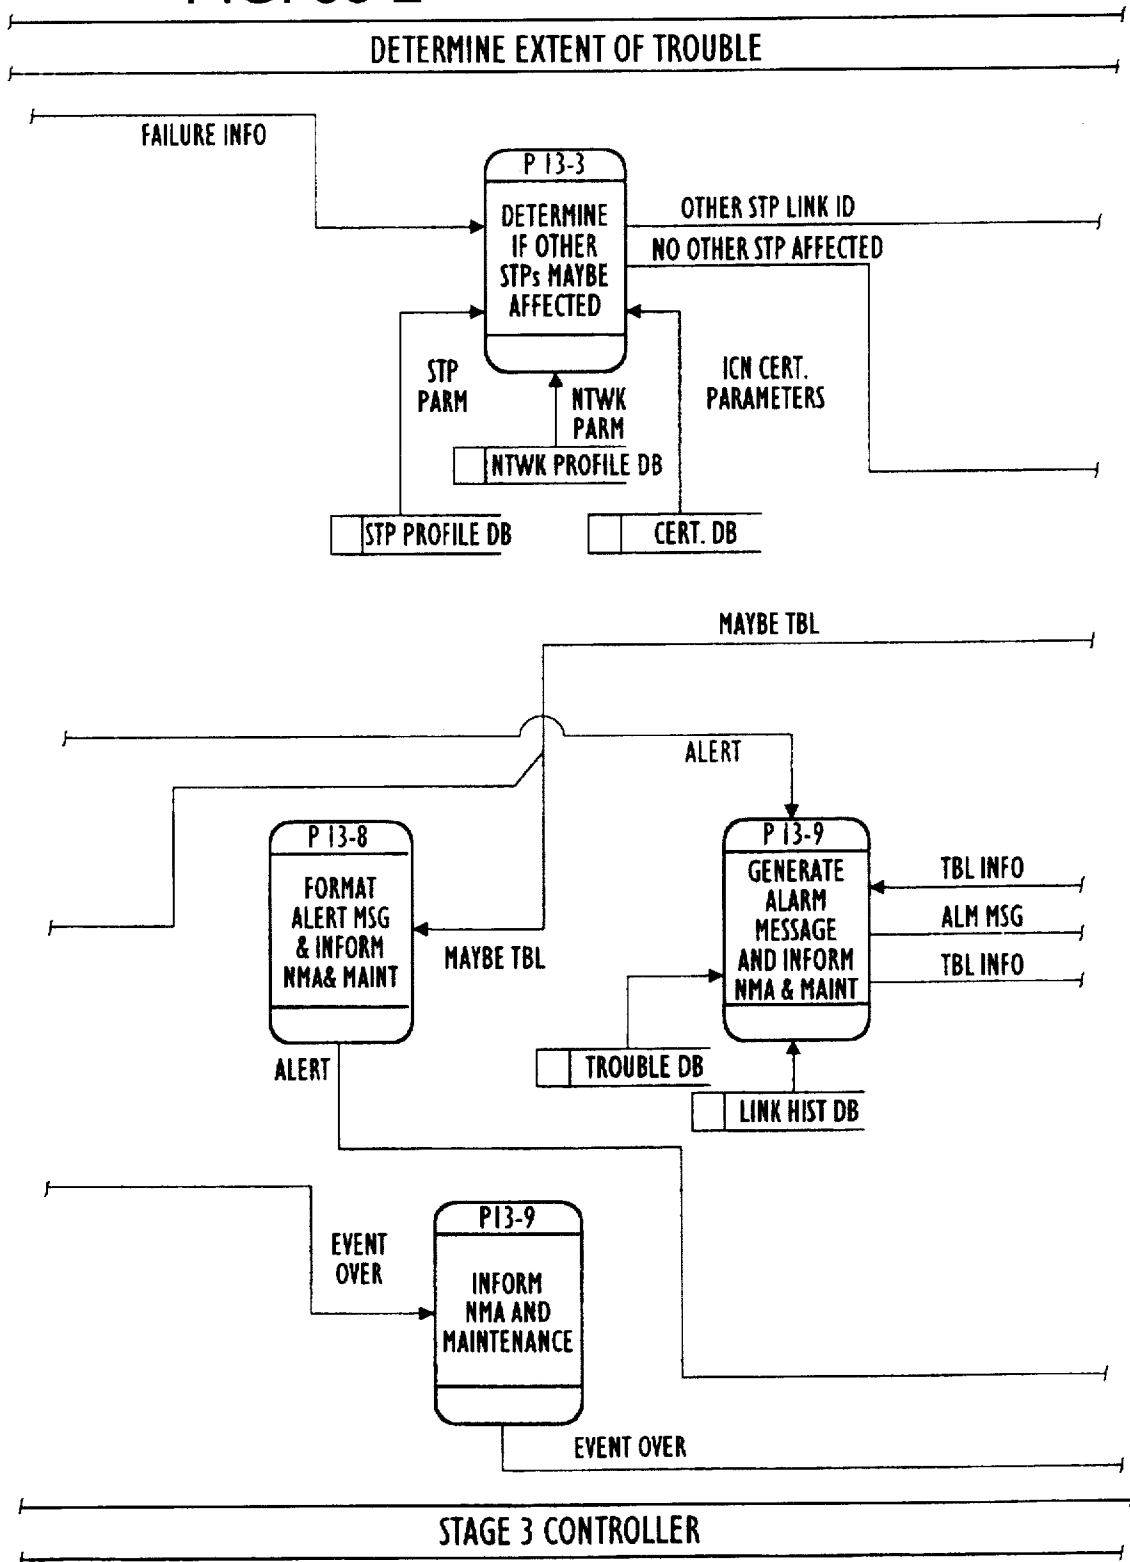 DETERMINE EXTENT OF TROUBLE
FAILURE INFO
P 13-3
DETERMINE
IF OTHER
STPs MAYBE
AFFECTED
OTHER STP LINK ID
NO OTHER STP AFFECTED
STP
PARM
NTWK
PARM
ICN CERT.
PARAMETERS
NTWK PROFILE DB
STP PROFILE DB
CERT. DB
MAYBE TBL
ALERT
P 13-8
FORMAT
ALERT MSG
& INFORM
NMA& MAINT
MAYBE TBL
P 13-9
GENERATE
ALARM
MESSAGE
AND INFORM
NMA & MAINT
TBL INFO
ALM MSG
TBL INFO
ALERT
TROUBLE DB
LINK HIST DB
EVENT
OVER
P13-9
INFORM
NMA AND
MAINTENANCE
EVENT OVER
STAGE 3 CONTROLLER